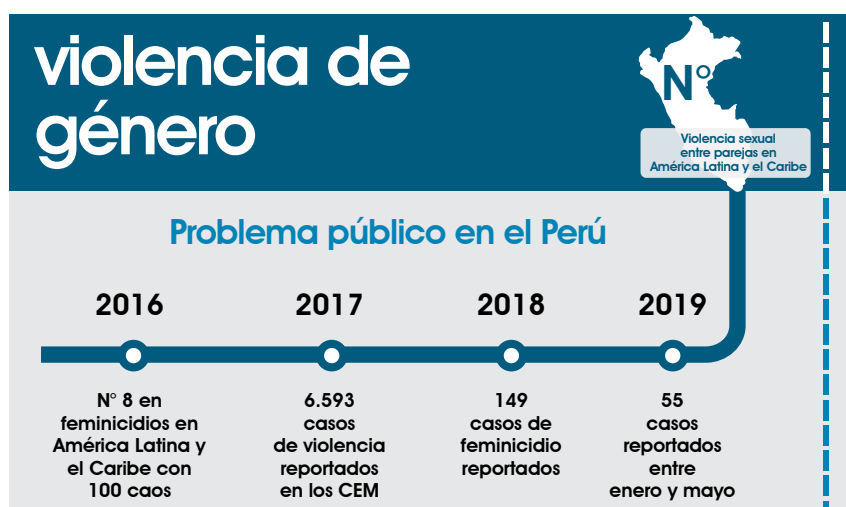 violencia de
género
N°
Violencia sexual
entre parejas en
América Latina y el Caribe
Problema público en el Perú
2016
N° 8 en
feminicidios en
América Latina y
el Caribe con
100 caos
2017
6.593
casos
de violencia
reportados
en los CEM
2018
149
casos de
feminicidio
reportados
2019
55
casos
reportados
entre
enero y mayo